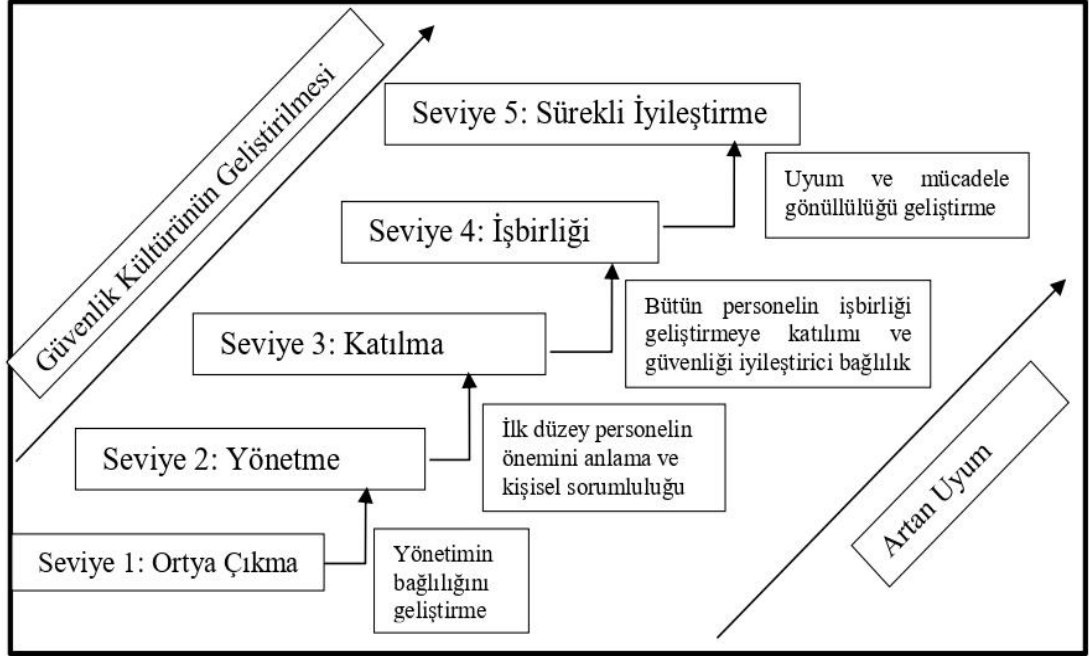 Güvenlik Kültürünün Geliştirilmesi
Seviye 5: Sürekli İyileştirme
Uyum ve mücadele
gönüllülüğü geliştirme
Seviye 4: İşbirliği
Bütün personelin işbirliği
geliştirmeye katılımı ve
güvenliği iyileştirici bağlılık
Seviye 3: Katılma
İlk düzey personelin
önemini anlama ve
kişisel sorumluluğu
Seviye 2: Yönetme
Artan Uyum
Seviye 1: Ortya Çıkma
Yönetimin
bağlılığını
geliştirme